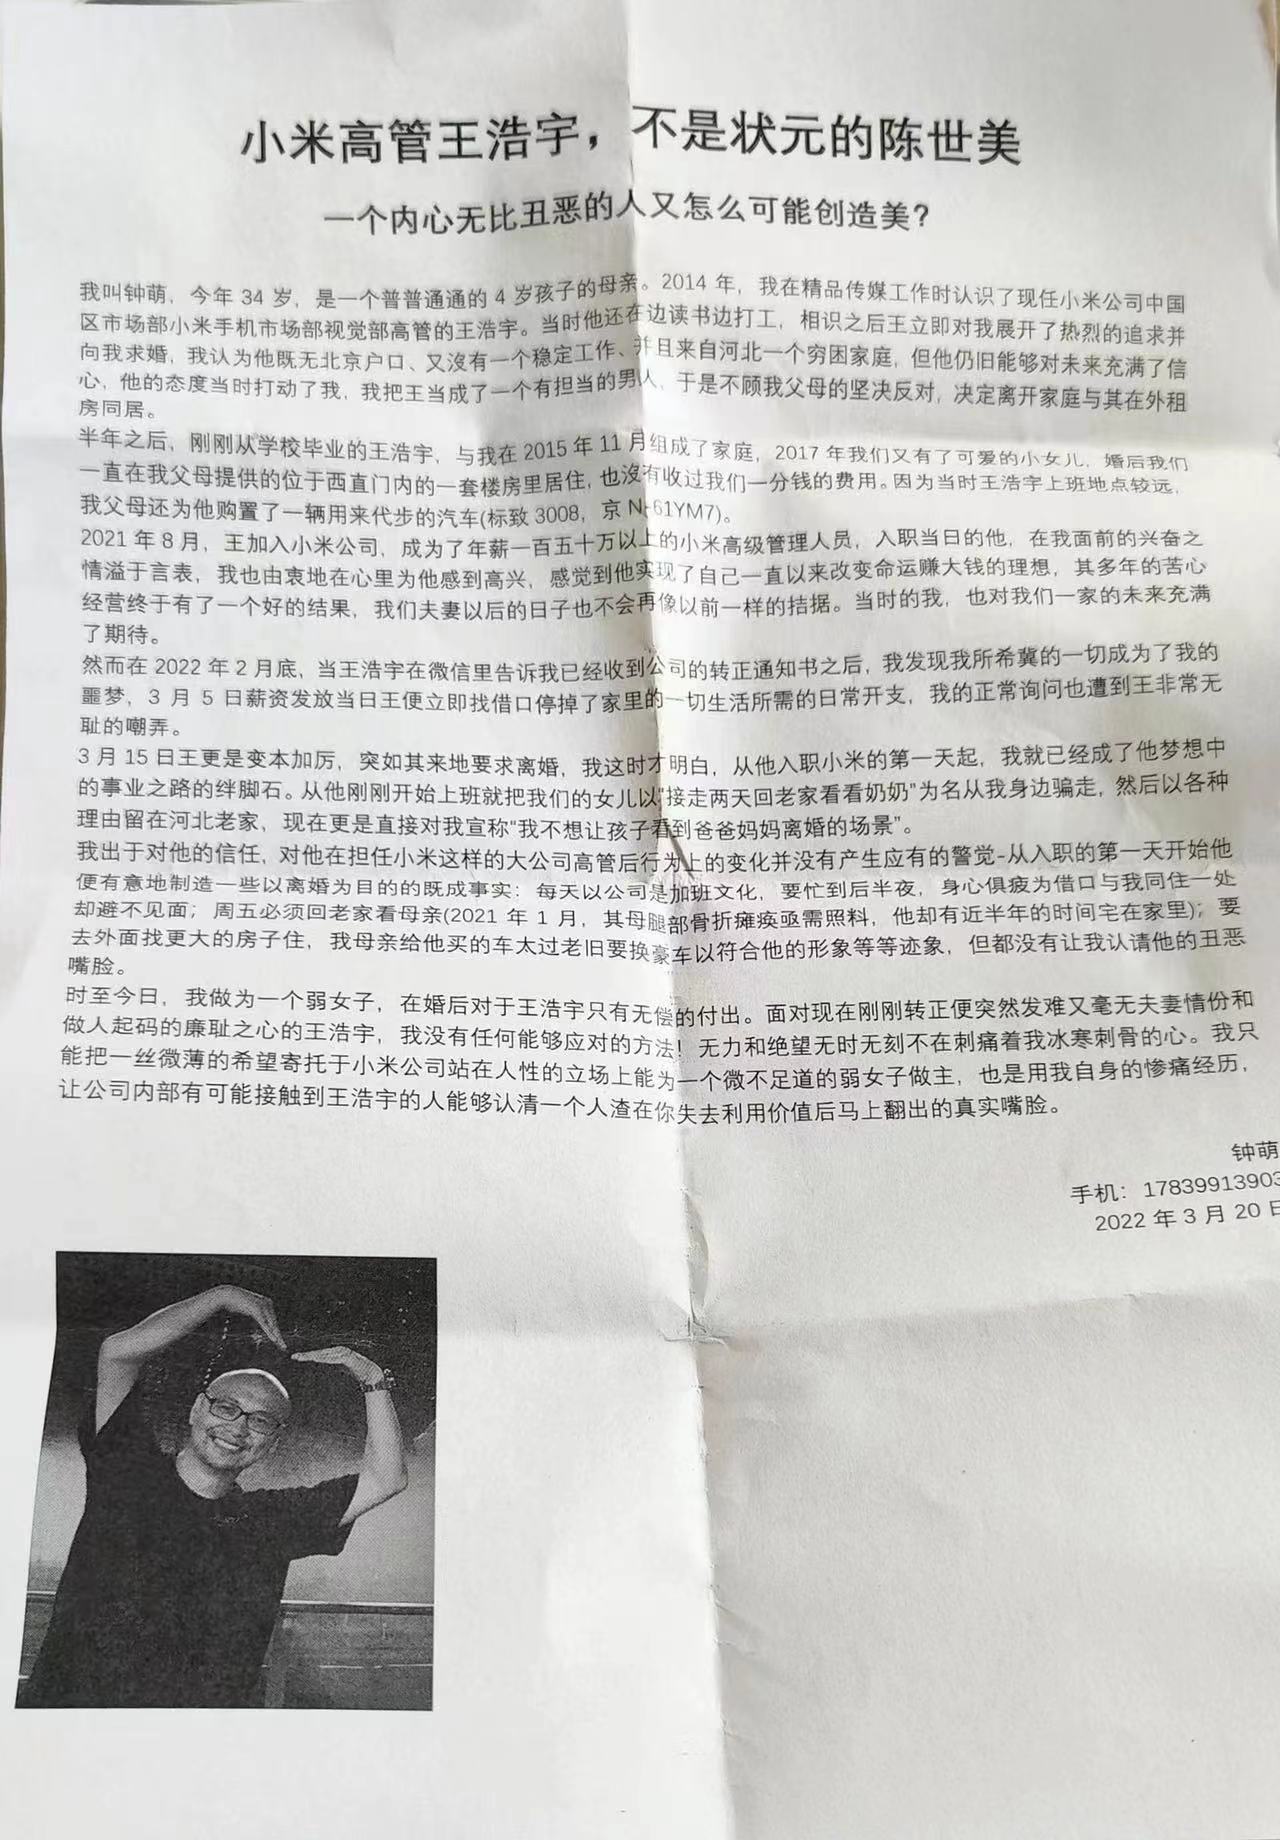 小米高管王浩宇，不是状元的陈世美
一个内心无比丑恶的人又怎么可能创造美？
我叫钟萌，今年 34 岁，是一个普普通通的 4 岁孩子的母亲。2014 年，我在精品传媒工作时认识了现任小米公司中国
区市场部小米手机市场部视觉部高管的王浩宇。当时他还在边读书边打工，相识之后王立即对我展开了热烈的追求并
向我求婚，我认为他既无北京户口、又沒有一个稳定工作、并且来自河北一个穷困家庭，但他仍旧能够对未来充满了信
心，他的态度当时打动了我，我把王当成了一个有担当的男人，于是不顾我父母的坚决反对，决定离开家庭与其在外租
房同居。
半年之后，刚刚从学校毕业的王浩宇，与我在 2015 年 11 月组成了家庭，2017 年我们又有了可爱的小女儿，婚后我们
一直在我父母提供的位于西直门内的一套楼房里居住，也沒有收过我们一分钱的费用。因为当时王浩宇上班地点较远，
我父母还为他购置了一辆用来代步的汽车(标致 3008，京 N-61YM7)。
2021 年 8 月，王加入小米公司，成为了年薪一百五十万以上的小米高级管理人员，入职当日的他，在我面前的兴奋之
情溢于言表，我也由衷地在心里为他感到高兴，感觉到他实现了自己一直以来改变命运赚大钱的理想，其多年的苦心
经营终于有了一个好的结果，我们夫妻以后的日子也不会再像以前一样的拮据。当时的我，也对我们一家的未来充满
了期待。
然而在 2022 年 2 月底，当王浩宇在微信里告诉我已经收到公司的转正通知书之后，我发现我所希冀的一切成为了我的
噩梦，3 月 5 日薪资发放当日王便立即找借口停掉了家里的一切生活所需的日常开支，我的正常询问也遭到王非常无
耻的嘲弄。
3 月 15 日王更是变本加厉，突如其来地要求离婚，我这时才明白，从他入职小米的第一天起，我就已经成了他梦想中
的事业之路的绊脚石。从他刚刚开始上班就把我们的女儿以“接走两天回老家看看奶奶”为名从我身边骗走，然后以各种
理由留在河北老家，现在更是直接对我宣称“我不想让孩子看到爸爸妈妈离婚的场景”。
我出于对他的信任，对他在担任小米这样的大公司高管后行为上的变化并没有产生应有的警觉-从入职的第一天开始他
便有意地制造一些以离婚为目的的既成事实：每天以公司是加班文化，要忙到后半夜，身心俱疲为借口与我同住一处
却避不见面；周五必须回老家看母亲(2021 年 1 月，其母腿部骨折瘫痪亟需照料，他却有近半年的时间宅在家里)；要
去外面找更大的房子住，我母亲给他买的车太过老旧要换豪车以符合他的形象等等迹象，但都没有让我认请他的丑恶
嘴脸。
时至今日，我做为一个弱女子，在婚后对于王浩宇只有无偿的付出。面对现在刚刚转正便突然发难又毫无夫妻情份和
做人起码的廉耻之心的王浩宇，我没有任何能够应对的方法！无力和绝望无时无刻不在刺痛着我冰寒刺骨的心。我只
能把一丝微薄的希望寄托于小米公司站在人性的立场上能为一个微不足道的弱女子做主，也是用我自身的惨痛经历，
让公司内部有可能接触到王浩宇的人能够认清一个人渣在你失去利用价值后马上翻出的真实嘴脸。
钟萌
手机：17839913903
2022 年 3 月 20 日